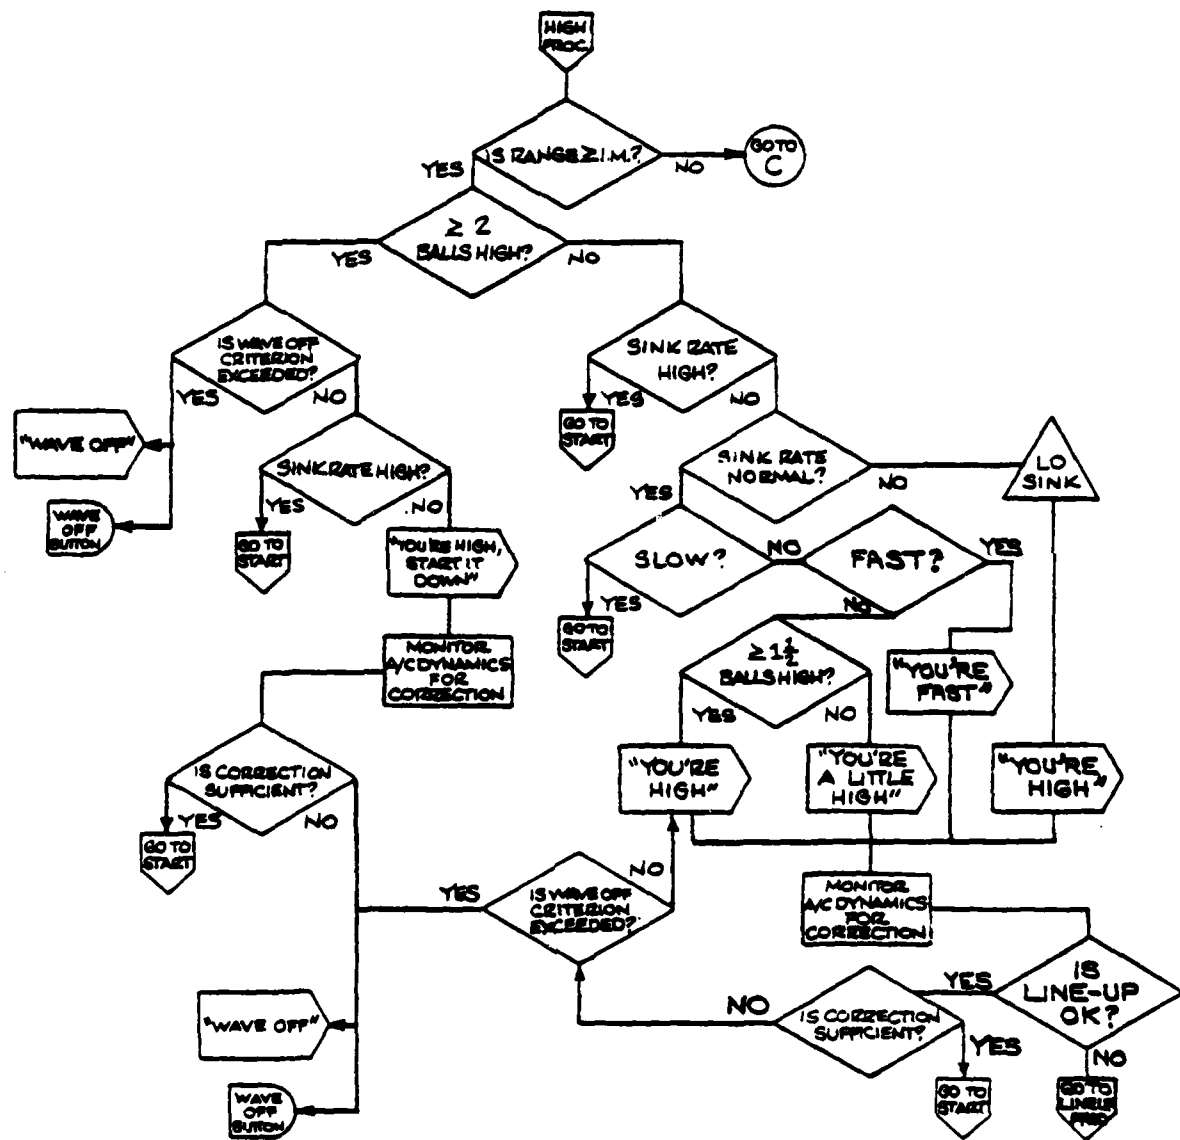 HIGH
PROC.
IS RANGE ≥ I.M.?
YES
NO
GO TO
C
≥ 2
BALLS HIGH?
YES
NO
IS WAVE OFF
CRITERION
EXCEEDED?
YES
NO
SINK RATE
HIGH?
YES
NO
"WAVE OFF"
WAVE
OFF
BUTTON
SINK RATE HIGH?
YES
NO
GO TO
START
GO TO
START
SINK RATE
NORMAL?
YES
NO
LO
SINK
"YOU'RE HIGH,
START IT
DOWN"
SLOW?
NO
YES
FAST?
YES
NO
GO TO
START
MONITOR
A/C DYNAMICS
FOR
CORRECTION
≥ 1 1/2
BALLS HIGH?
YES
NO
"YOU'RE
FAST"
"YOU'RE
HIGH"
"YOU'RE
A LITTLE
HIGH"
"YOU'RE
HIGH"
IS CORRECTION
SUFFICIENT?
YES
NO
GO TO
START
YES
IS WAVE OFF
CRITERION
EXCEEDED?
NO
MONITOR
A/C DYNAMICS
FOR
CORRECTION
IS
LINE-UP
OK?
YES
NO
IS CORRECTION
SUFFICIENT?
NO
YES
GO TO
START
GO TO
"WAVE OFF"
WAVE
OFF
BUTTON